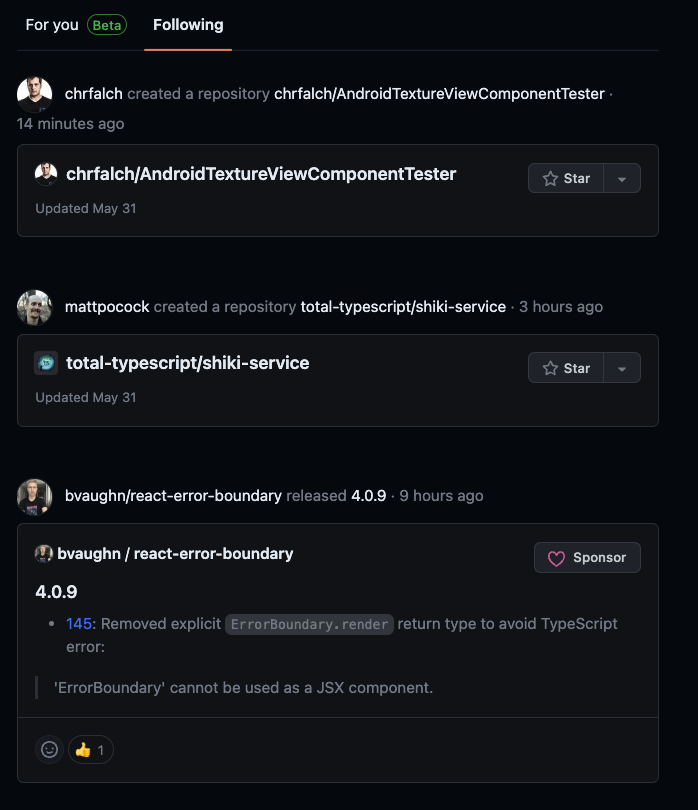 For you Beta Following
chrfalch created a repository chrfalch/AndroidTextureViewComponentTester ·
14 minutes ago
chrfalch/AndroidTextureViewComponentTester Star
Updated May 31
mattpocock created a repository total-typescript/shiki-service · 3 hours ago
total-typescript/shiki-service Star
Updated May 31
bvaughn/react-error-boundary released 4.0.9 · 9 hours ago
bvaughn / react-error-boundary Sponsor
4.0.9
• 145: Removed explicit ErrorBoundary.render return type to avoid TypeScript
error:
'ErrorBoundary' cannot be used as a JSX component.
👍 1